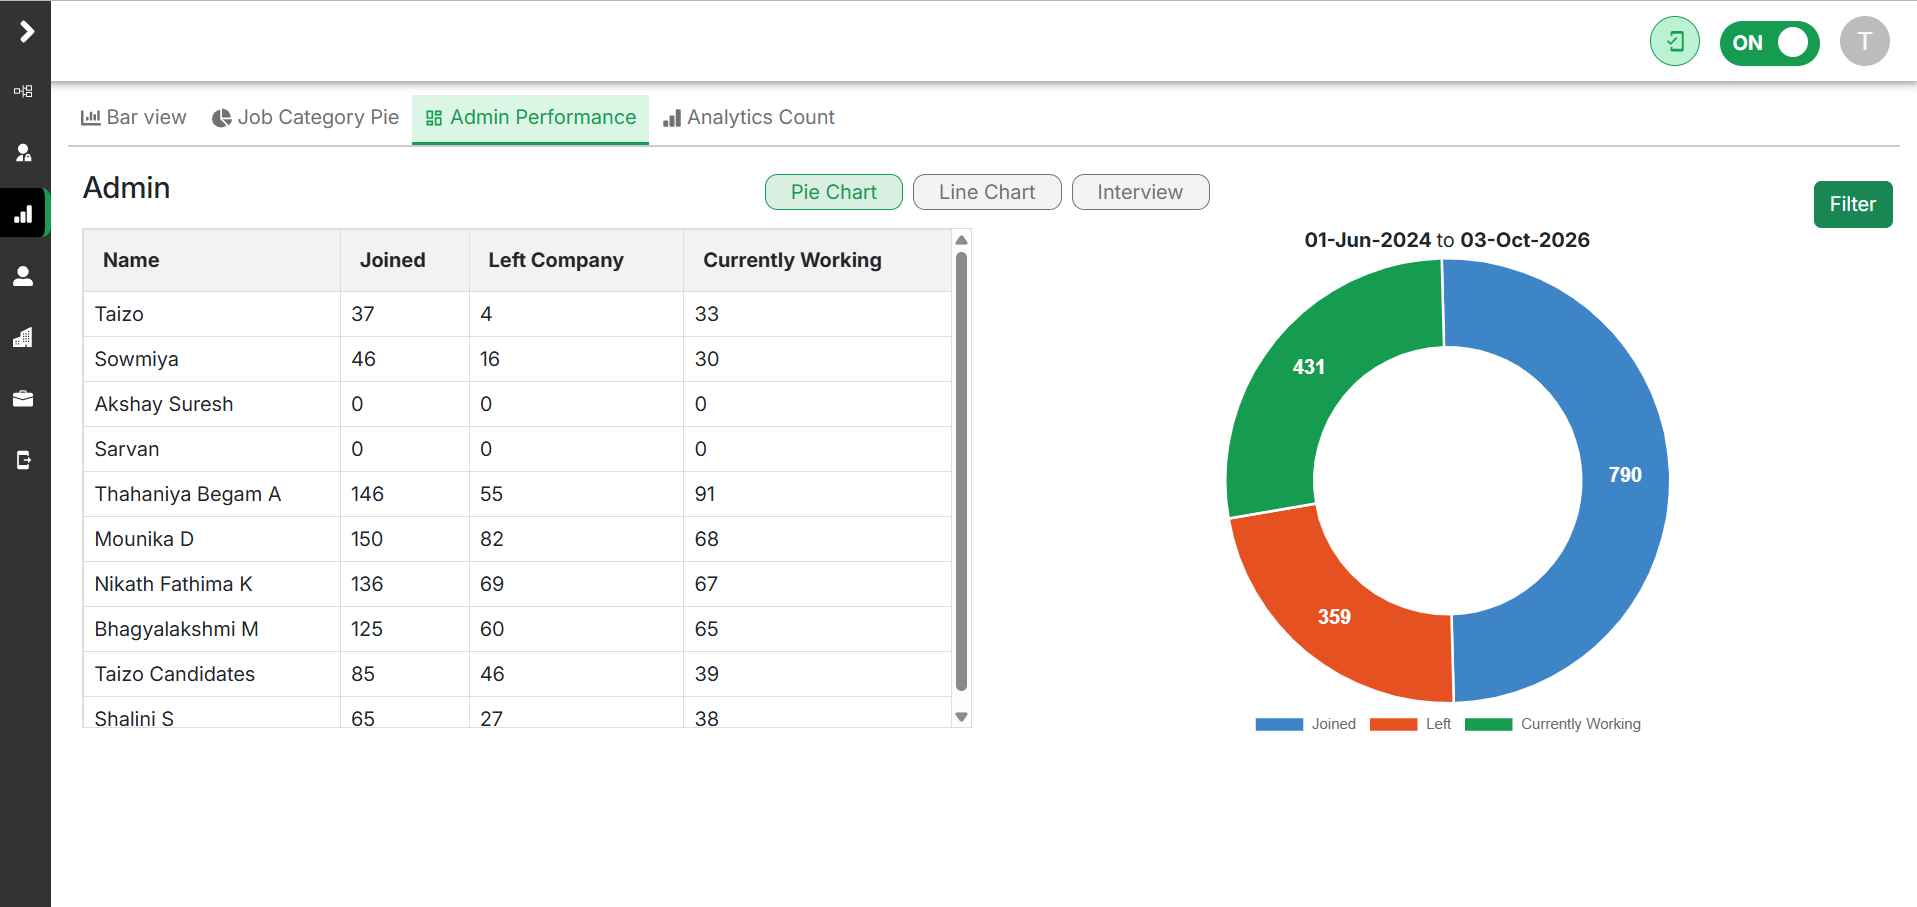 ON
T
Bar view Job Category Pie Admin Performance Analytics Count
Admin
Pie Chart Line Chart Interview
Filter
Name Joined Left Company Currently Working
Taizo 37 4 33
Sowmiya 46 16 30
Akshay Suresh 0 0 0
Sarvan 0 0 0
Thahaniya Begam A 146 55 91
Mounika D 150 82 68
Nikath Fathima K 136 69 67
Bhagyalakshmi M 125 60 65
Taizo Candidates 85 46 39
Shalini S 65 27 38
01-Jun-2024 to 03-Oct-2026
431
790
359
Joined Left Currently Working